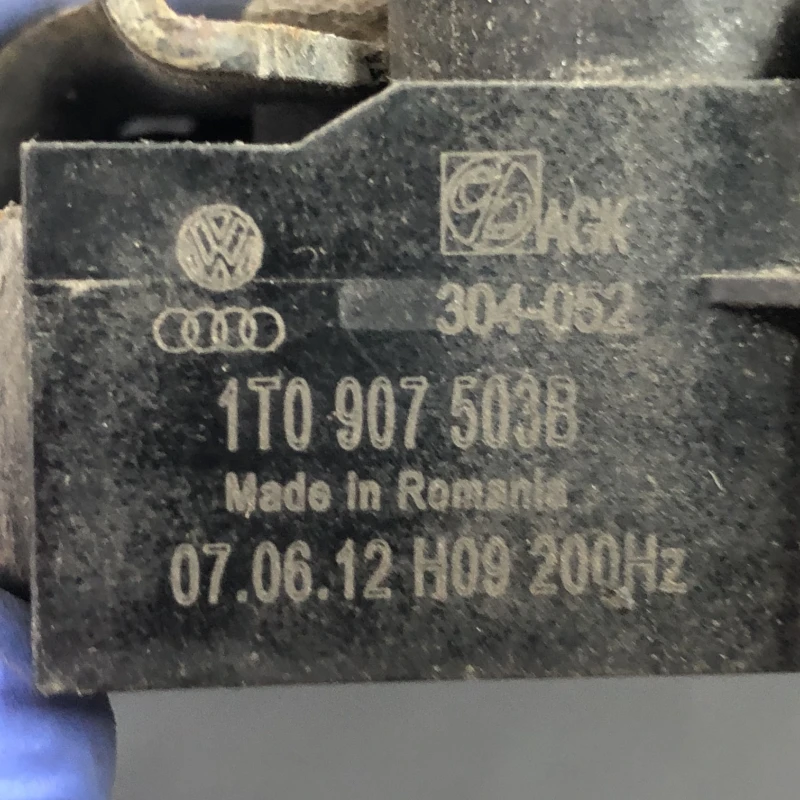 AGK
304-052
1T0 907 503B
Made in Romania
07.06.12 H09 200Hz